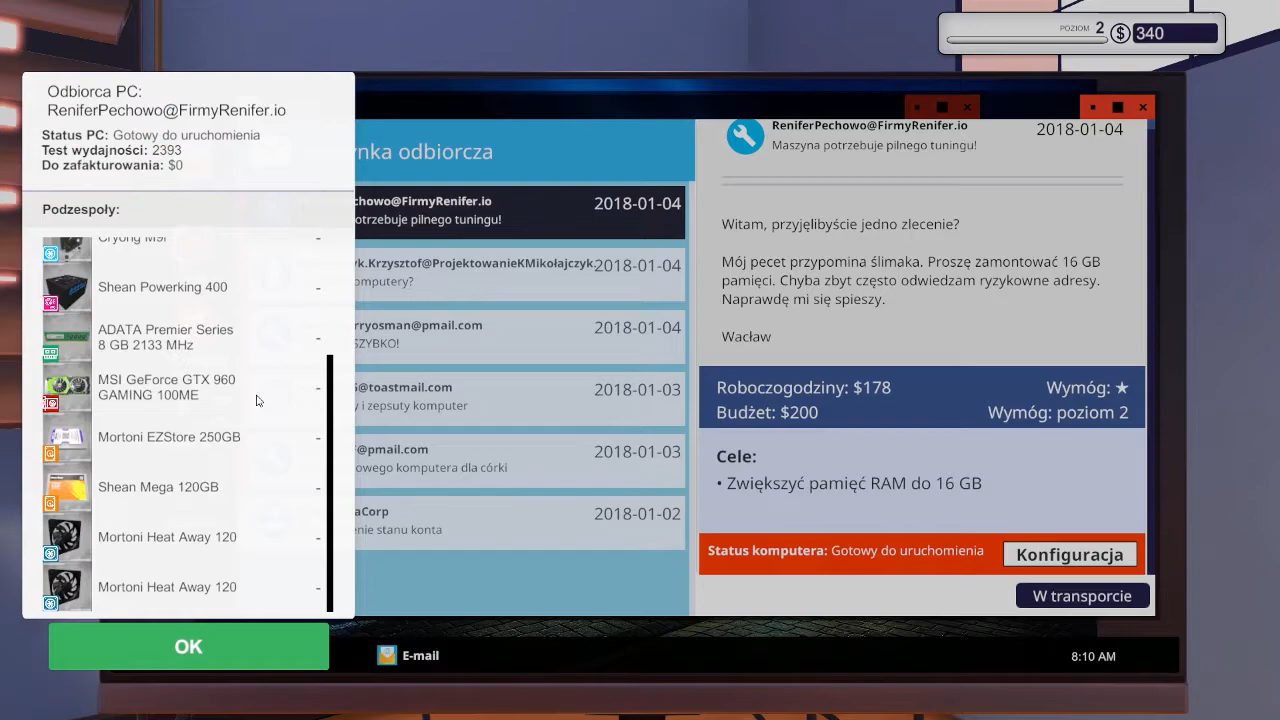 POZIOM 2 $ 340
Odbiorca PC:
ReniferPechowo@FirmyRenifer.io
Status PC: Gotowy do uruchomienia
Test wydajności: 2393
Do zafakturowania: $0
Podzespoły:
Cryong M9i -
Shean Powerking 400 -
ADATA Premier Series
8 GB 2133 MHz -
MSI GeForce GTX 960
GAMING 100ME -
Mortoni EZStore 250GB -
Shean Mega 120GB -
Mortoni Heat Away 120 -
Mortoni Heat Away 120 -
OK
nka odbiorcza
chowo@FirmyRenifer.io 2018-01-04
otrzebuje pilnego tuningu!
yk.Krzysztof@ProjektowanieKMikołajczyk. 2018-01-04
omputery?
rryosman@pmail.com 2018-01-04
SZYBKO!
@toastmail.com 2018-01-03
y i zepsuty komputer
@pmail.com 2018-01-03
owego komputera dla córki
aCorp 2018-01-02
enie stanu konta
ReniferPechowo@FirmyRenifer.io 2018-01-04
Maszyna potrzebuje pilnego tuningu!
Witam, przyjęlibyście jedno zlecenie?
Mój pecet przypomina ślimaka. Proszę zamontować 16 GB
pamięci. Chyba zbyt często odwiedzam ryzykowne adresy.
Naprawdę mi się spieszy.
Wacław
Roboczogodziny: $178 Wymóg: ★
Budżet: $200 Wymóg: poziom 2
Cele:
• Zwiększyć pamięć RAM do 16 GB
Status komputera: Gotowy do uruchomienia Konfiguracja
W transporcie
E-mail
8:10 AM